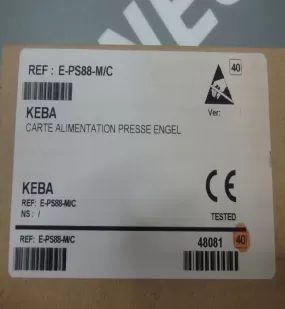 REF : E-PS88-M/C
40
Ver:
KEBA
CARTE ALIMENTATION PRESSE ENGEL
KEBA
REF: E-PS88-M/C
NS : /
CE
TESTED
REF: E-PS88-M/C
48081
40